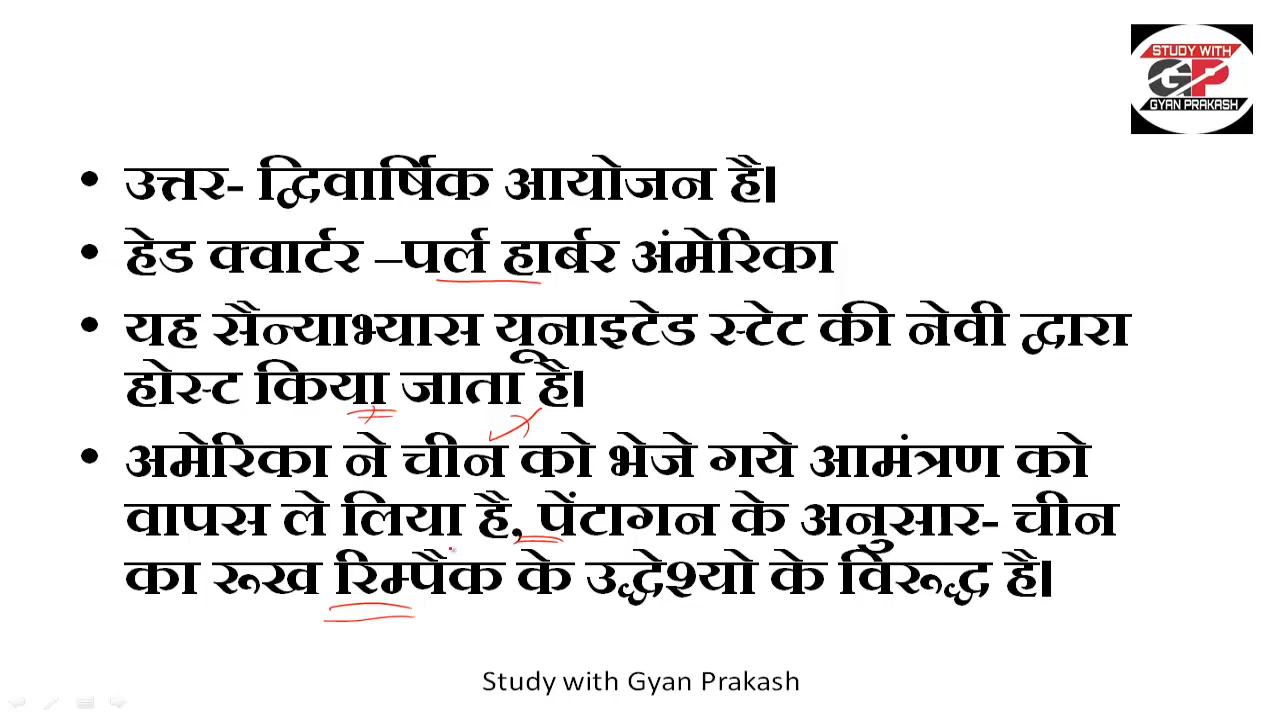 STUDY WITH
GP
GYAN PRAKASH
• उत्तर- द्विवार्षिक आयोजन है।
• हेड क्वार्टर –पर्ल हार्बर अंमेरिका
• यह सैन्याभ्यास यूनाइटेड स्टेट की नेवी द्वारा
होस्ट किया जाता है।
• अमेरिका ने चीन को भेजे गये आमंत्रण को
वापस ले लिया है, पेंटागन के अनुसार- चीन
का रूख रिम्पैक के उद्धेश्यो के विरूद्ध है।
Study with Gyan Prakash